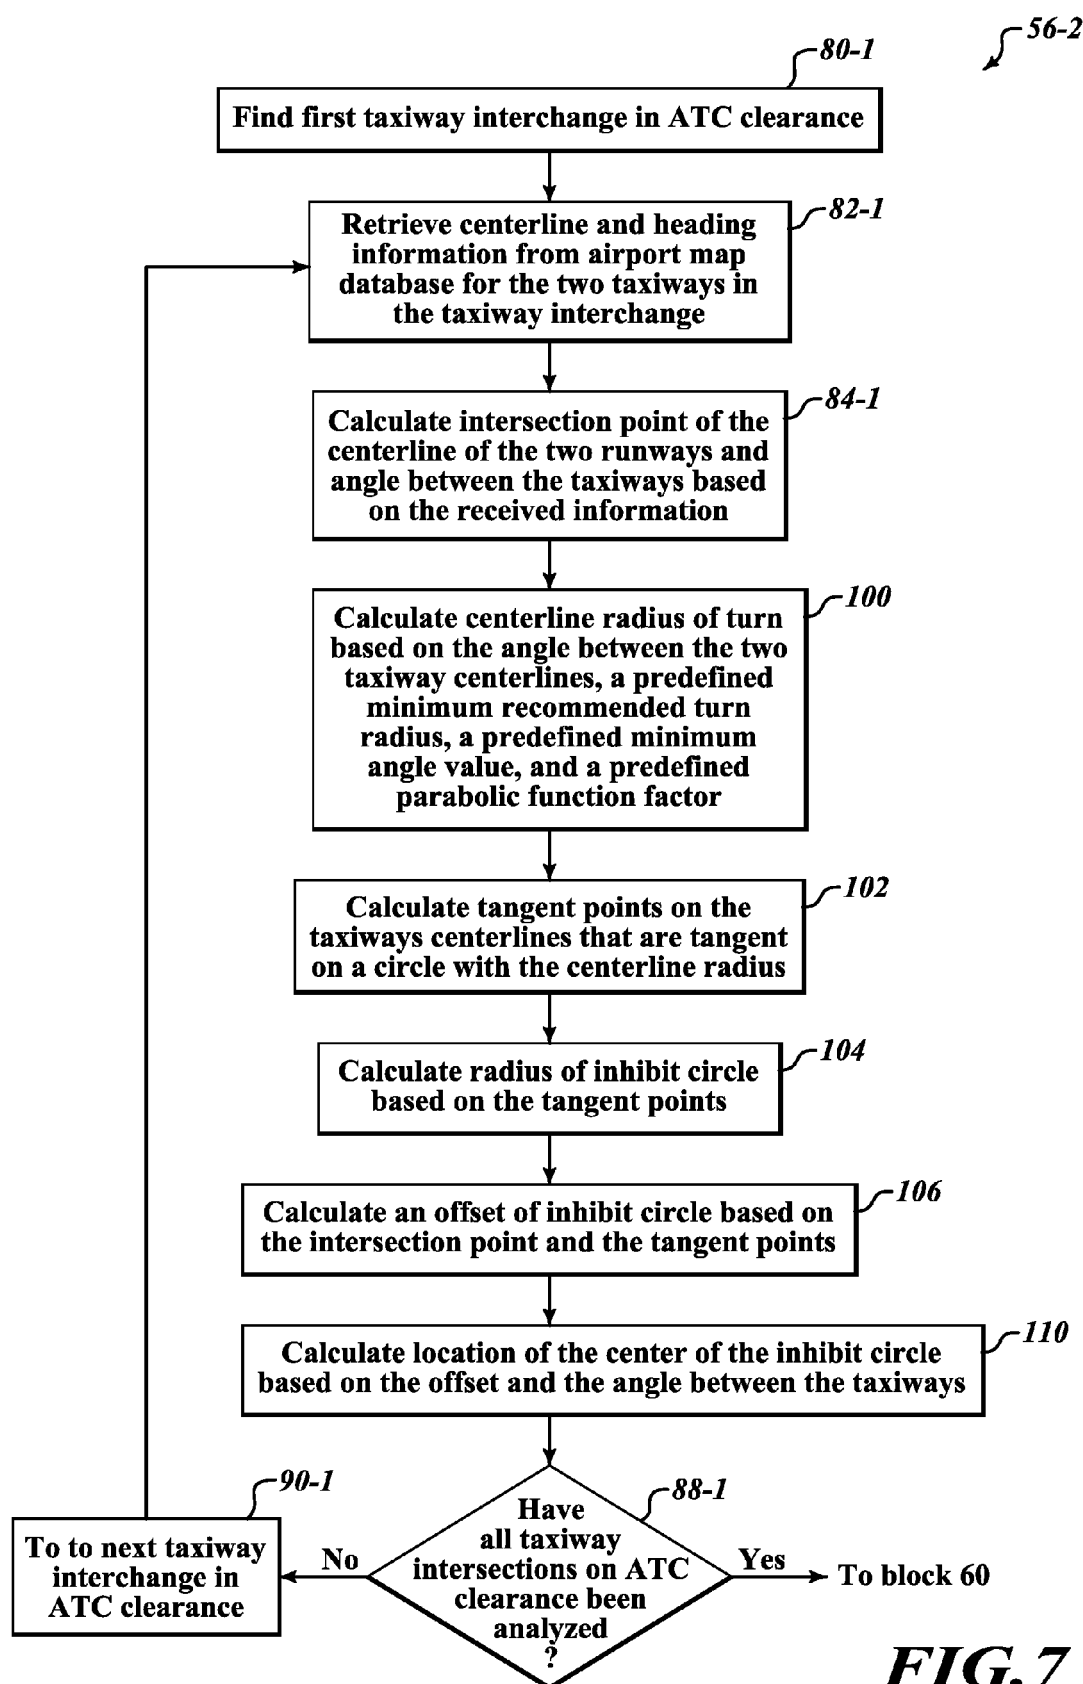 56-2
80-1
Find first taxiway interchange in ATC clearance
82-1
Retrieve centerline and heading
information from airport map
database for the two taxiways in
the taxiway interchange
84-1
Calculate intersection point of the
centerline of the two runways and
angle between the taxiways based
on the received information
100
Calculate centerline radius of turn
based on the angle between the two
taxiway centerlines, a predefined
minimum recommended turn
radius, a predefined minimum
angle value, and a predefined
parabolic function factor
102
Calculate tangent points on the
taxiways centerlines that are tangent
on a circle with the centerline radius
104
Calculate radius of inhibit circle
based on the tangent points
106
Calculate an offset of inhibit circle based on
the intersection point and the tangent points
110
Calculate location of the center of the inhibit circle
based on the offset and the angle between the taxiways
88-1
Have
all taxiway
intersections on ATC
clearance been
analyzed
?
90-1
To to next taxiway
interchange in
ATC clearance
No
Yes
To block 60
FIG. 7